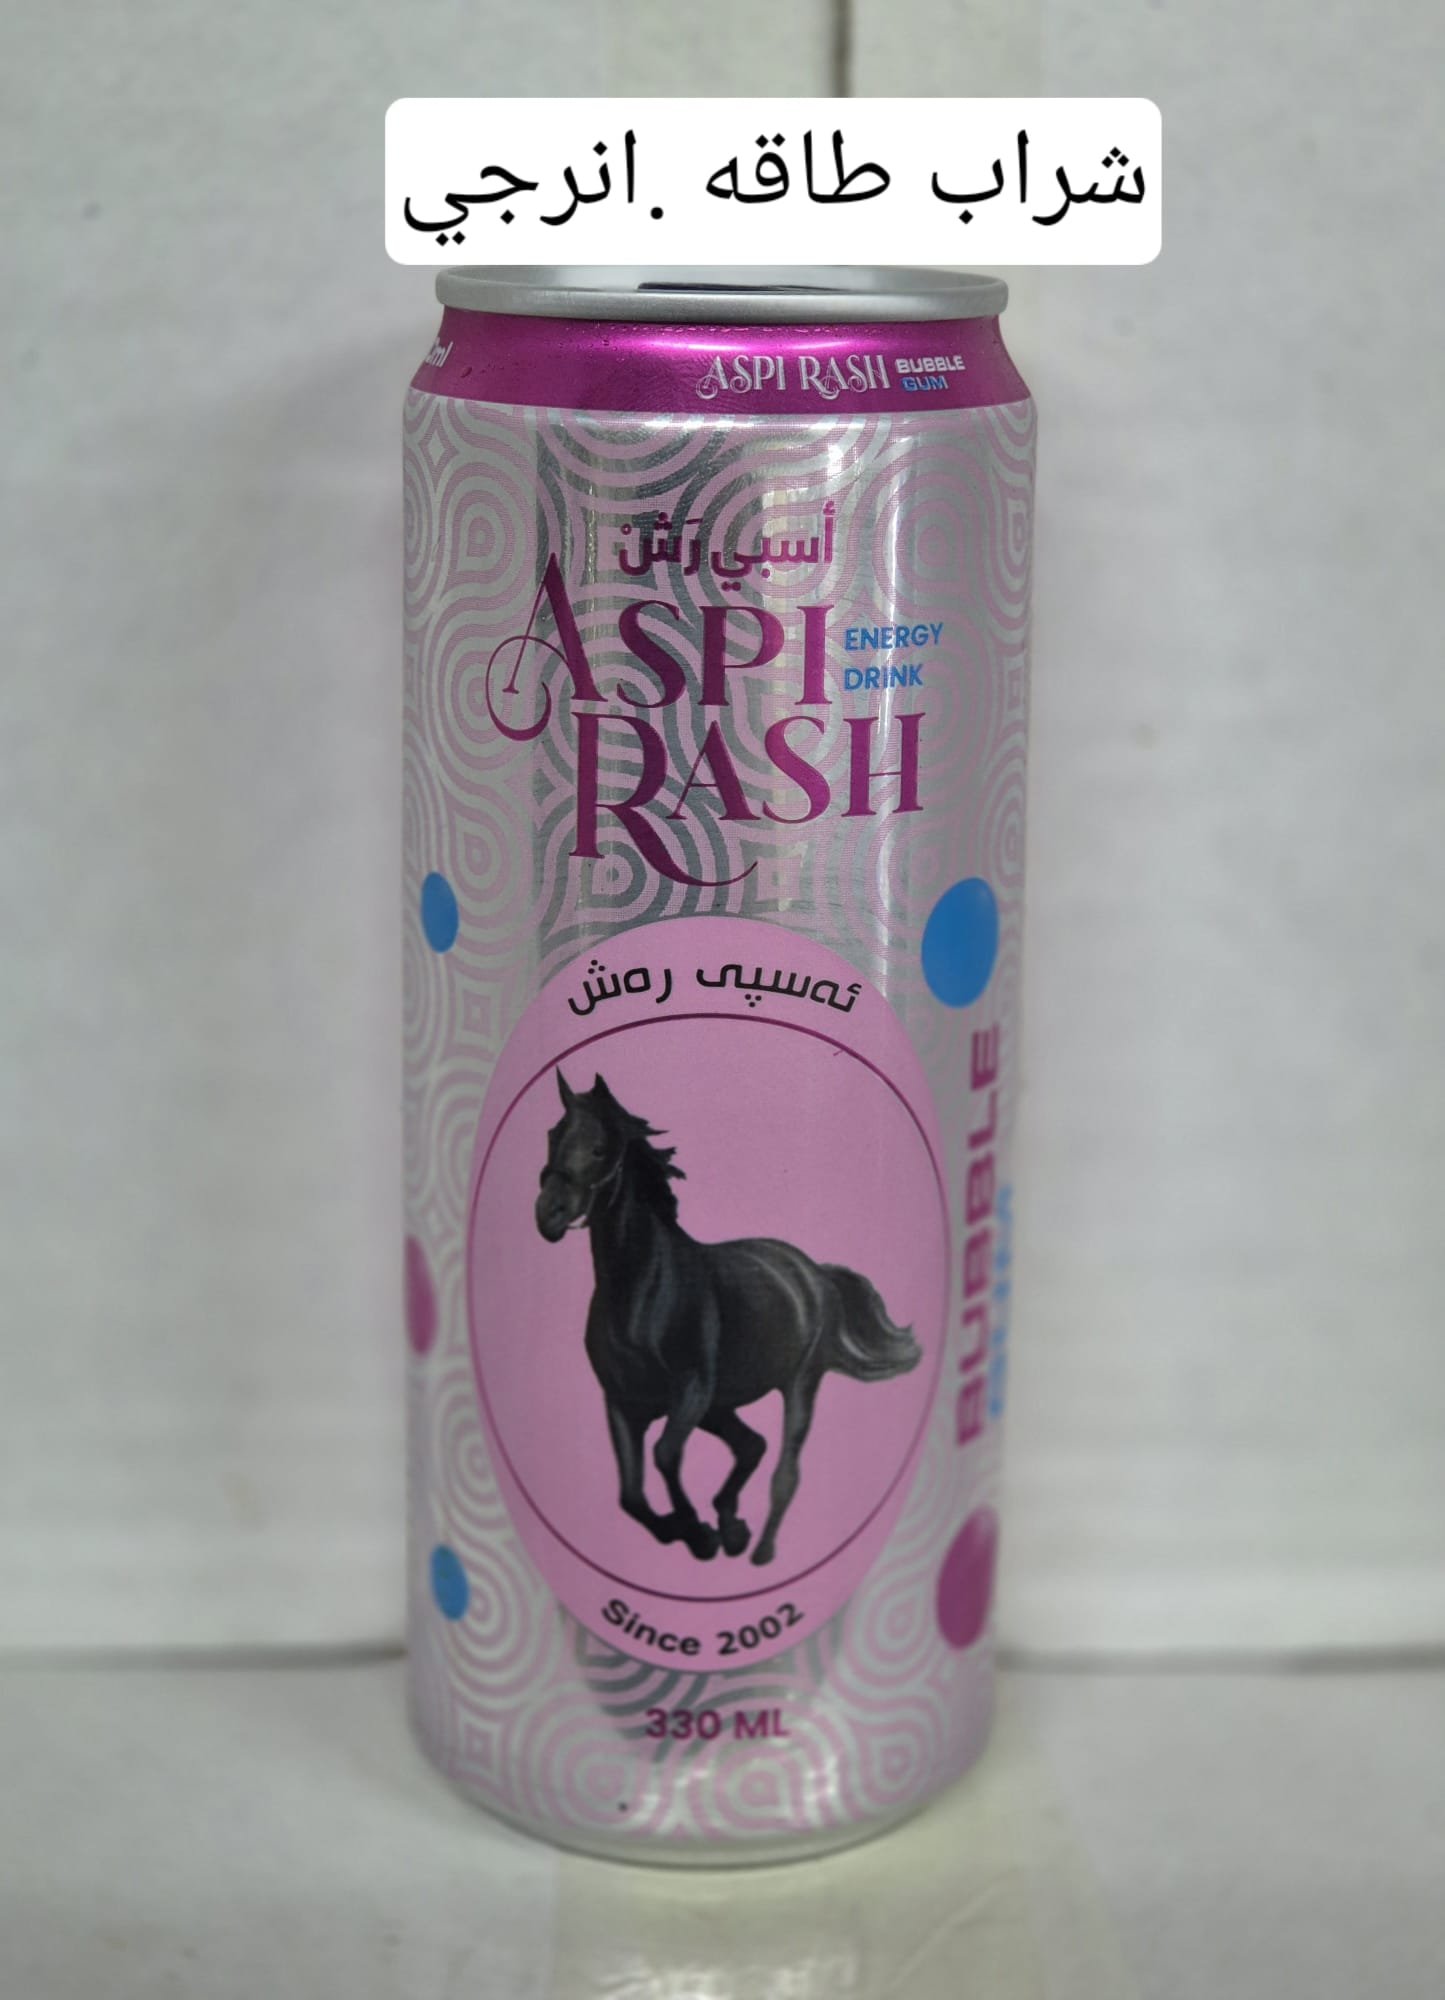 شراب طاقه .انرجي
ASPI RASH BUBBLE GUM
أسبي رَشْ
ASPI
ENERGY
DRINK
RASH
ئەسپی رەش
Since 2002
330 ML
BUBBLE
GUM